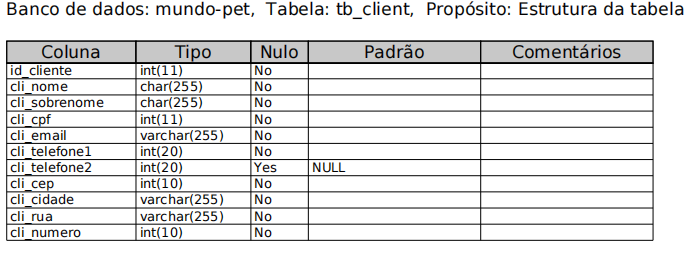 Banco de dados: mundo-pet, Tabela: tb_client, Propósito: Estrutura da tabela
Coluna Tipo Nulo Padrão Comentários
id_cliente int(11) No
cli_nome char(255) No
cli_sobrenome char(255) No
cli_cpf int(11) No
cli_email varchar(255) No
cli_telefone1 int(20) No
cli_telefone2 int(20) Yes NULL
cli_cep int(10) No
cli_cidade varchar(255) No
cli_rua varchar(255) No
cli_numero int(10) No